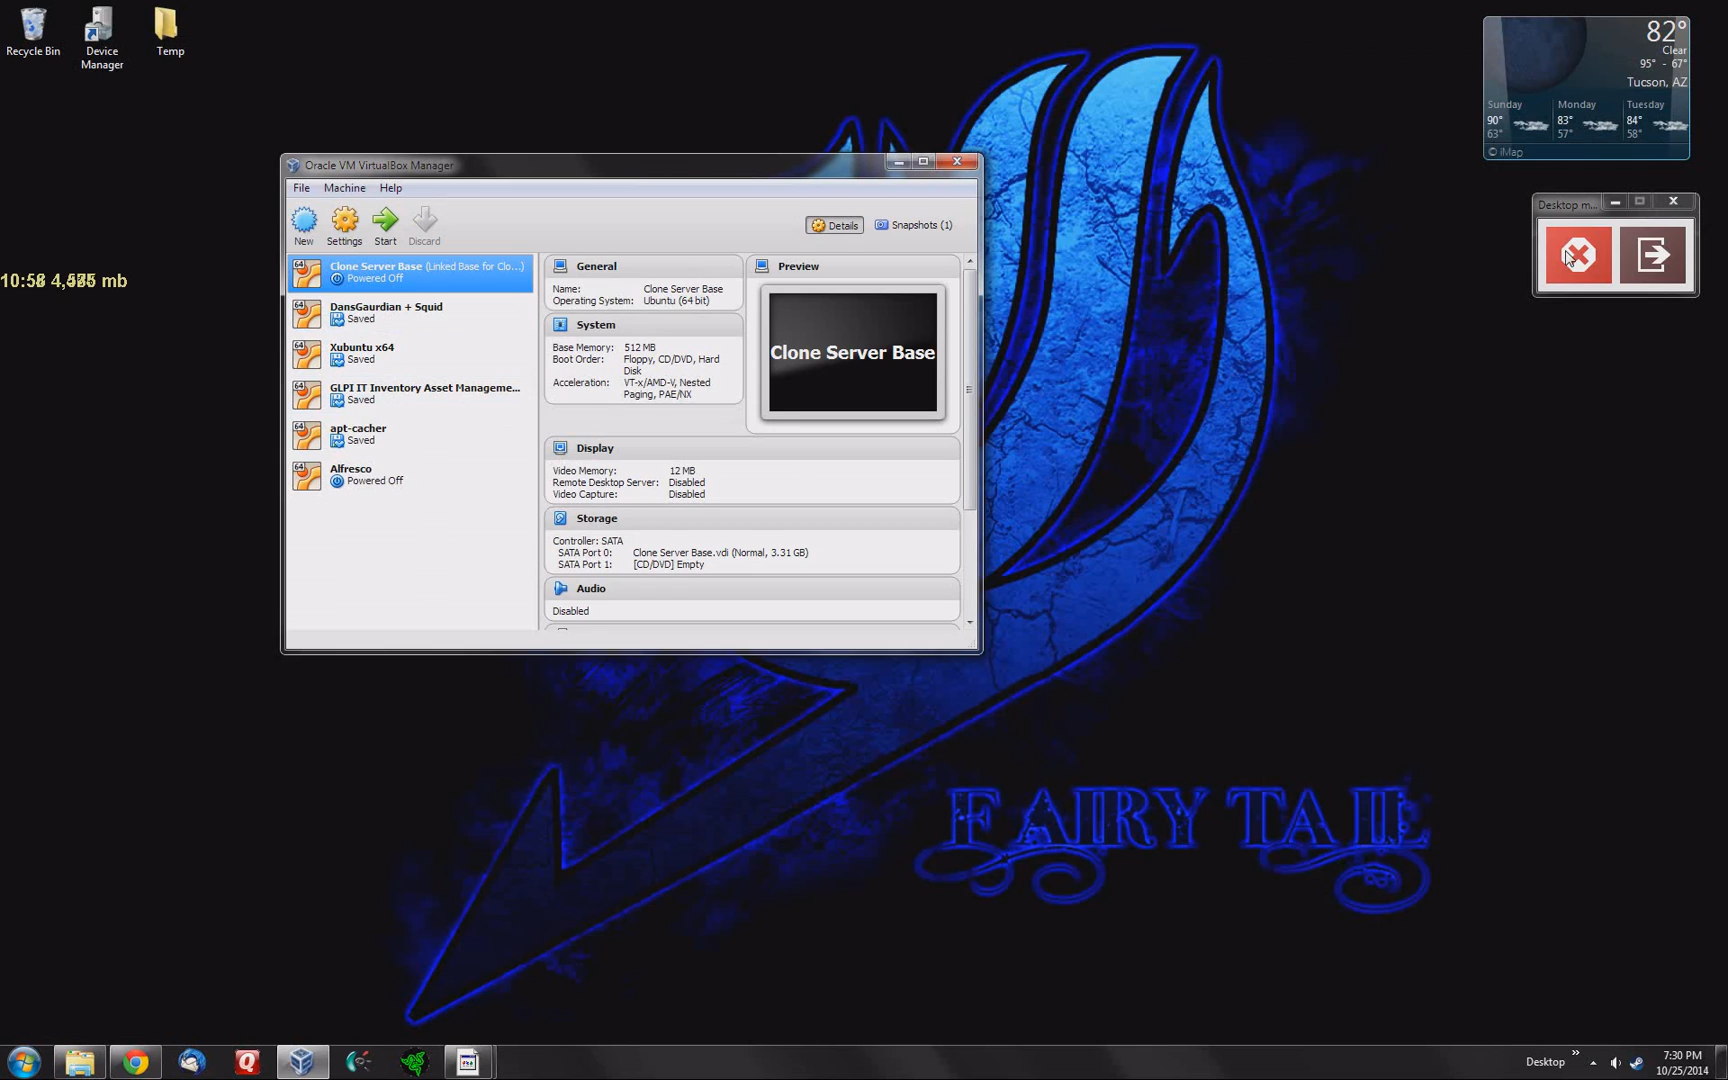 Recycle Bin
Device Manager
Temp
82°
Clear
95° - 67°
Tucson, AZ
Sunday Monday Tuesday
90° 83° 84°
63° 57° 58°
© iMap
Desktop m...
Oracle VM VirtualBox Manager
File Machine Help
New Settings Start Discard
Details Snapshots (1)
64 Clone Server Base (Linked Base for Clo...)
Powered Off
64 DansGaurdian + Squid
Saved
64 Xubuntu x64
Saved
64 GLPI IT Inventory Asset Manageme...
Saved
64 apt-cacher
Saved
64 Alfresco
Powered Off
General
Name: Clone Server Base
Operating System: Ubuntu (64 bit)
System
Base Memory: 512 MB
Boot Order: Floppy, CD/DVD, Hard
Disk
Acceleration: VT-x/AMD-V, Nested
Paging, PAE/NX
Preview
Clone Server Base
Display
Video Memory: 12 MB
Remote Desktop Server: Disabled
Video Capture: Disabled
Storage
Controller: SATA
SATA Port 0: Clone Server Base.vdi (Normal, 3.31 GB)
SATA Port 1: [CD/DVD] Empty
Audio
Disabled
mb
FAIRY TAIL
Desktop
7:30 PM
10/25/2014